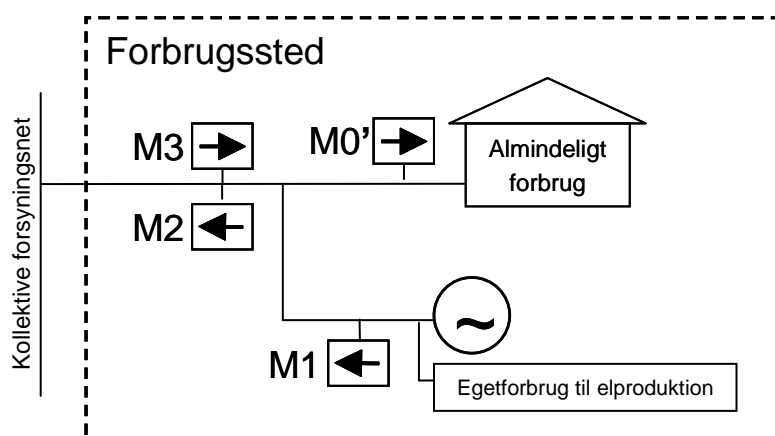 Forbrugssted
Kollektive forsyningsnet
M3
M0'
Almindeligt
forbrug
M2
~
M1
Egetforbrug til elproduktion